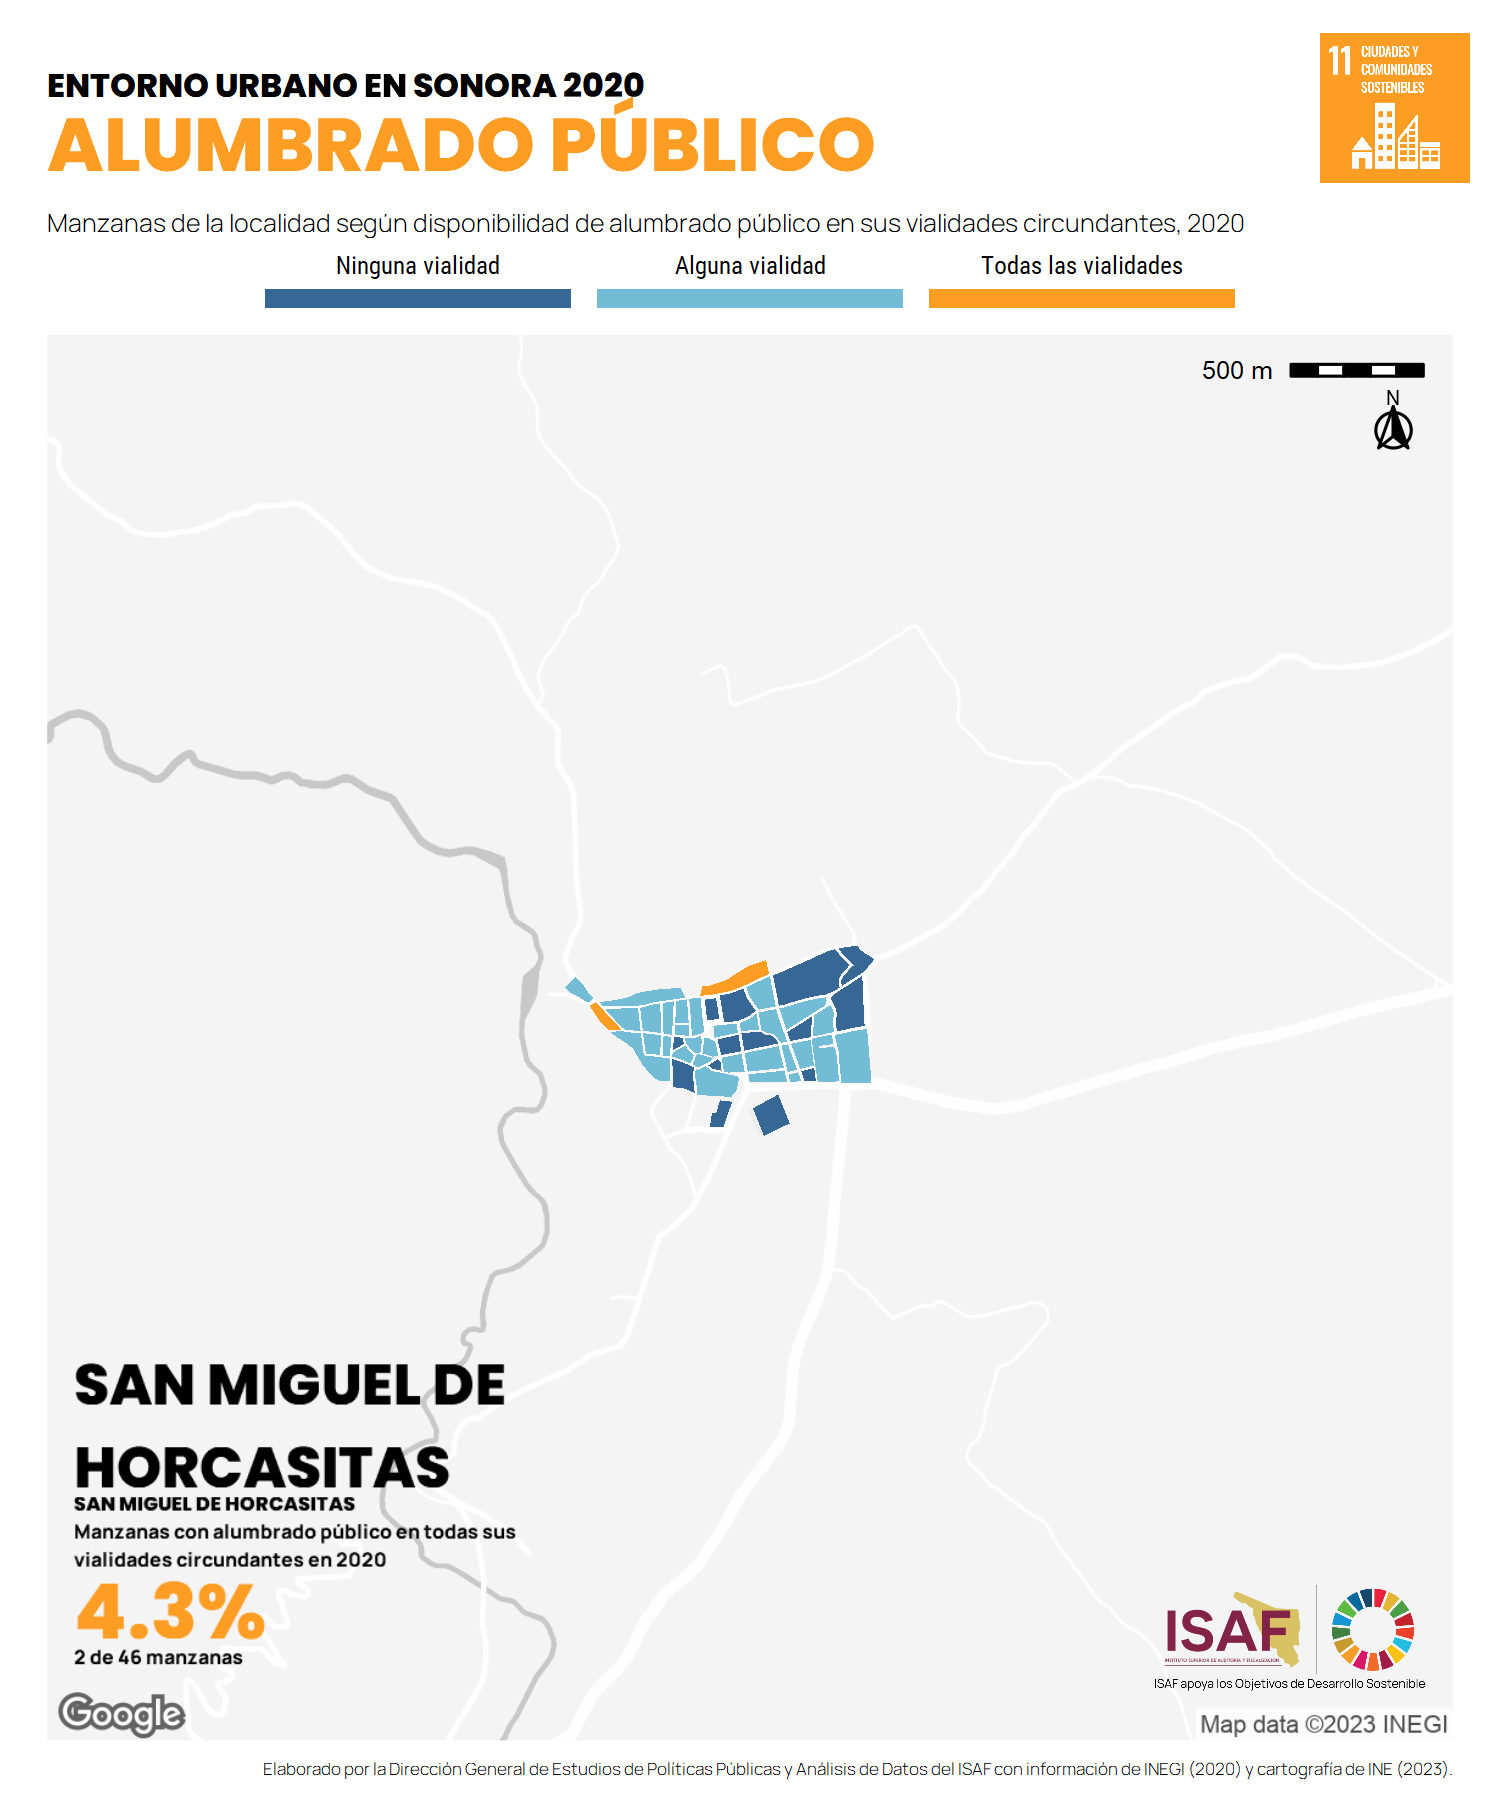 ENTORNO URBANO EN SONORA 2020
ALUMBRADO PÚBLICO
11 CIUDADES Y
COMUNIDADES
SOSTENIBLES
Manzanas de la localidad según disponibilidad de alumbrado público en sus vialidades circundantes, 2020
Ninguna vialidad
Alguna vialidad
Todas las vialidades
500 m
N
SAN MIGUEL DE
HORCASITAS
SAN MIGUEL DE HORCASITAS
Manzanas con alumbrado público en todas sus
vialidades circundantes en 2020
4.3%
2 de 46 manzanas
Google
ISAF
INSTITUTO SUPERIOR DE AUDITORÍA Y FISCALIZACIÓN
ISAF apoya los Objetivos de Desarrollo Sostenible
Map data ©2023 INEGI
Elaborado por la Dirección General de Estudios de Políticas Públicas y Análisis de Datos del ISAF con información de INEGI (2020) y cartografía de INE (2023).